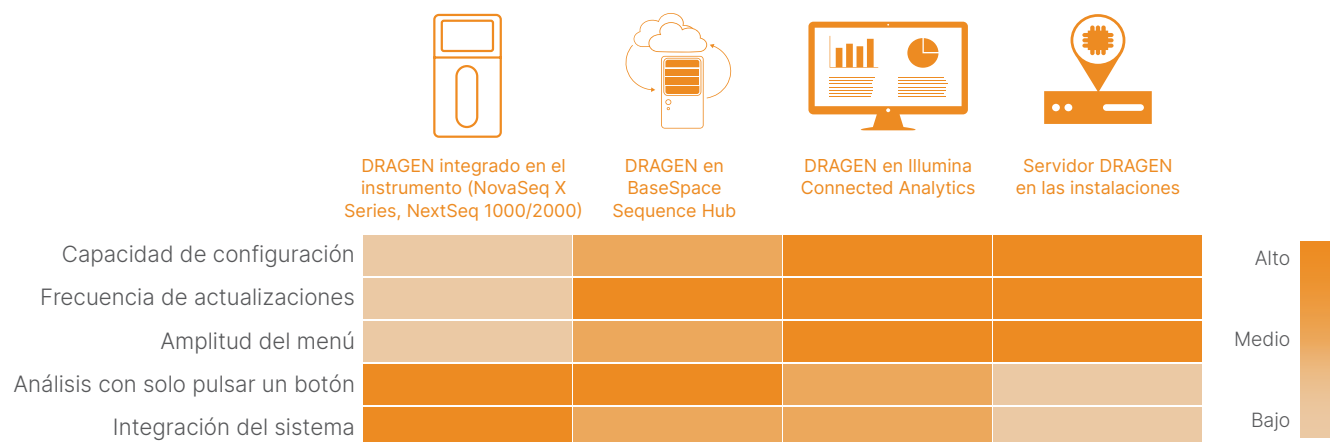 DRAGEN integrado en el
instrumento (NovaSeq X
Series, NextSeq 1000/2000)
DRAGEN en
BaseSpace
Sequence Hub
DRAGEN en Illumina
Connected Analytics
Servidor DRAGEN
en las instalaciones
Capacidad de configuración
Frecuencia de actualizaciones
Amplitud del menú
Análisis con solo pulsar un botón
Integración del sistema
Alto
Medio
Bajo